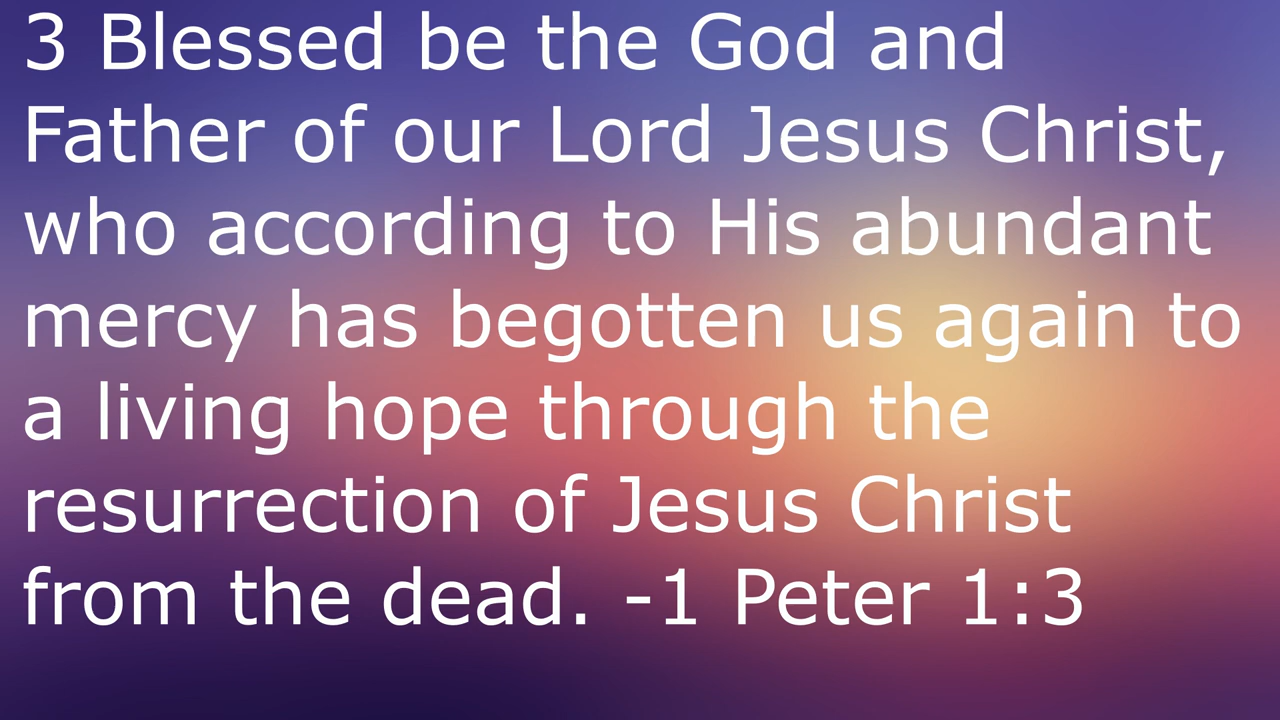 3 Blessed be the God and
Father of our Lord Jesus Christ,
who according to His abundant
mercy has begotten us again to
a living hope through the
resurrection of Jesus Christ
from the dead. -1 Peter 1:3